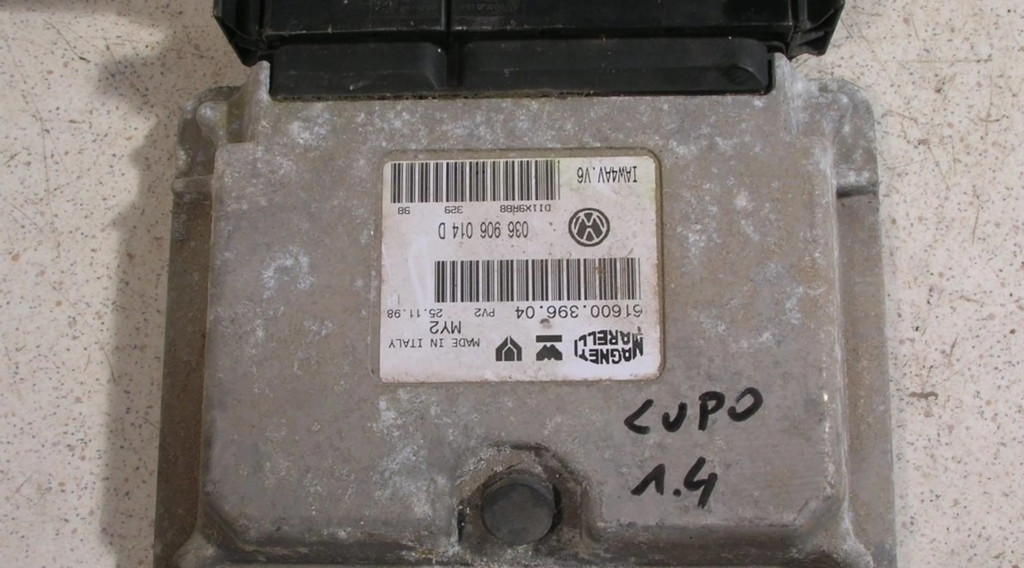 MAGNETI
MARELLI
MADE IN ITALY
MY2
61600.396.04 PV2 25.11.98
036 906 014 D
D11X9R88 329 98
IAW4AV.V6
LUPO
1.4